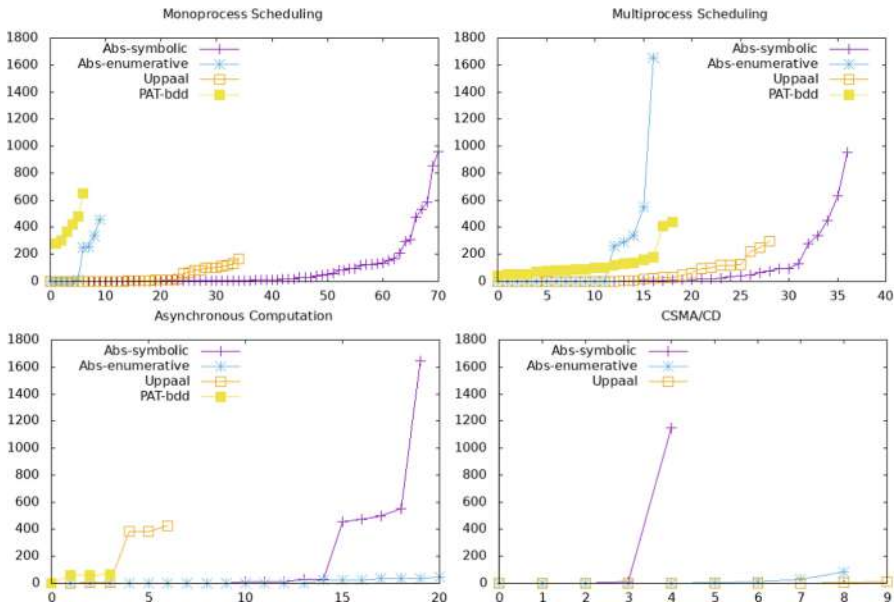 Monoprocess Scheduling
1800
1600
1400
1200
1000
800
600
400
200
0
Abs-symbolic
Abs-enumerative
Uppaal
PAT-bdd
0 10 20 30 40 50 60 70
Multiprocess Scheduling
1800
1600
1400
1200
1000
800
600
400
200
0
Abs-symbolic
Abs-enumerative
Uppaal
PAT-bdd
0 5 10 15 20 25 30 35 40
Asynchronous Computation
1800
1600
1400
1200
1000
800
600
400
200
0
Abs-symbolic
Abs-enumerative
Uppaal
PAT-bdd
0 5 10 15 20
CSMA/CD
1800
1600
1400
1200
1000
800
600
400
200
0
Abs-symbolic
Abs-enumerative
Uppaal
0 1 2 3 4 5 6 7 8 9